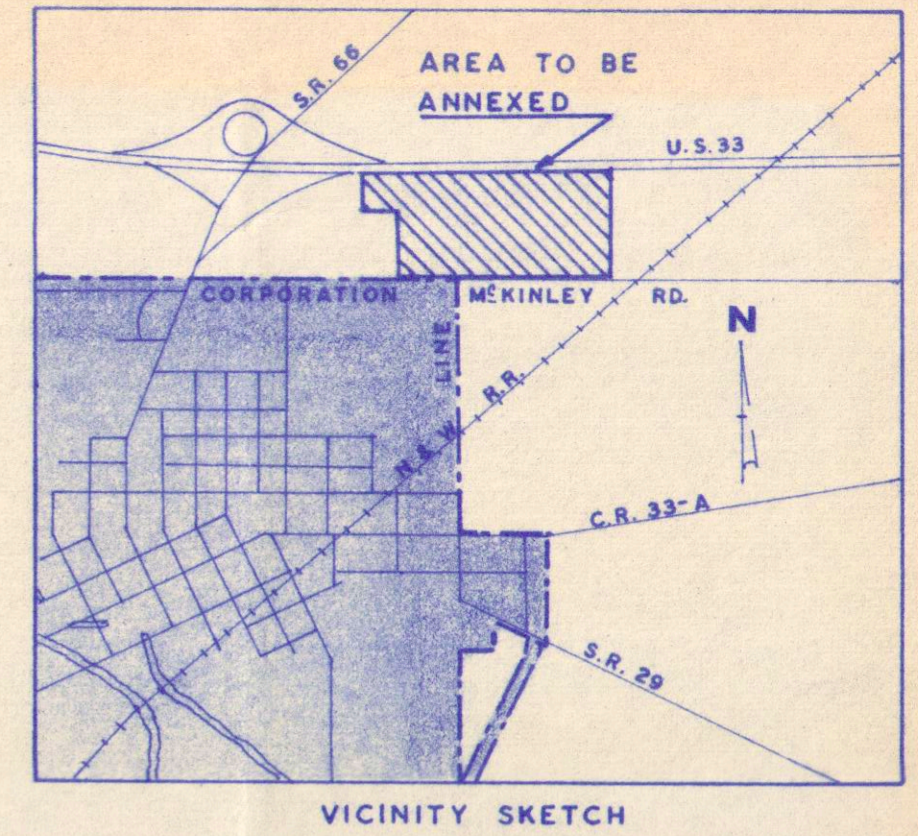 S.R. 66
AREA TO BE
ANNEXED
U.S. 33
CORPORATION
LINE
McKINLEY RD.
N
N. & W. R.R.
C.R. 33-A
S.R. 29
VICINITY SKETCH